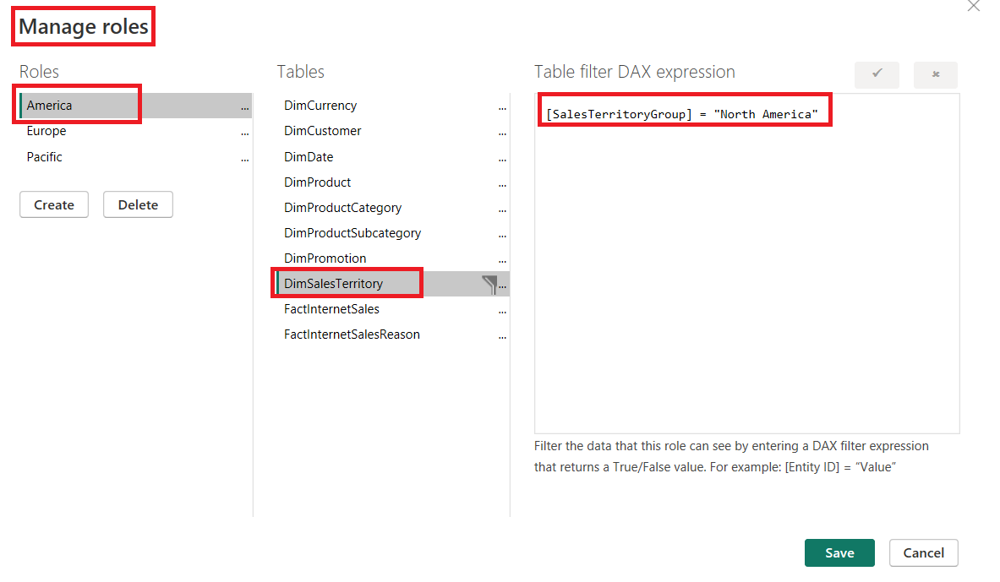 Manage roles
Roles
America
...
Europe
...
Pacific
...
Create
Delete
Tables
DimCurrency
...
DimCustomer
...
DimDate
...
DimProduct
...
DimProductCategory
...
DimProductSubcategory
...
DimPromotion
...
DimSalesTerritory
...
FactInternetSales
...
FactInternetSalesReason
...
Table filter DAX expression
[SalesTerritoryGroup] = "North America"
Filter the data that this role can see by entering a DAX filter expression
that returns a True/False value. For example: [Entity ID] = “Value”
Save
Cancel